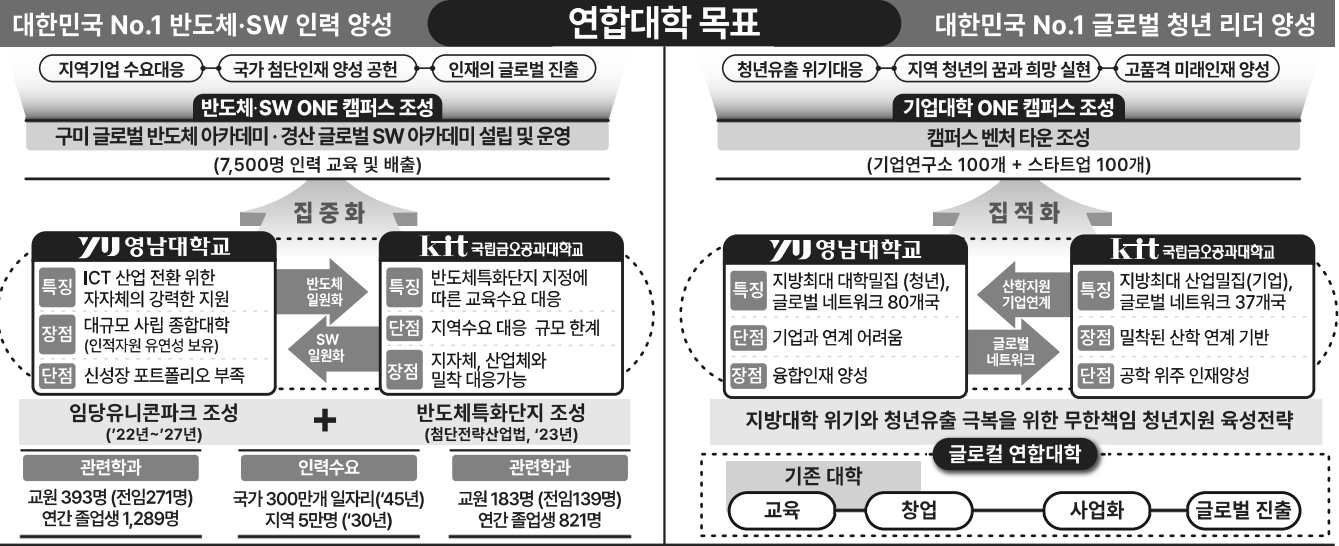 대한민국 No.1 반도체·SW 인력 양성
연합대학 목표
대한민국 No.1 글로벌 청년 리더 양성
지역기업 수요대응
국가 첨단인재 양성 공헌
인재의 글로벌 진출
반도체·SW ONE 캠퍼스 조성
구미 글로벌 반도체 아카데미 · 경산 글로벌 SW 아카데미 설립 및 운영
(7,500명 인력 교육 및 배출)
집중화
yu 영남대학교
특징
ICT 산업 전환 위한
지자체의 강력한 지원
장점
대규모 사립 종합대학
(인적자원 유연성 보유)
단점
신성장 포트폴리오 부족
반도체
일원화
SW
일원화
kit 국립금오공과대학교
특징
반도체특화단지 지정에
따른 교육수요 대응
단점
지역수요 대응 규모 한계
장점
지자체, 산업체와
밀착 대응가능
임당유니콘파크 조성
('22년~'27년)
+
반도체특화단지 조성
(첨단전략산업법, '23년)
관련학과
교원 393명 (전임271명)
연간 졸업생 1,289명
인력수요
국가 300만개 일자리('45년)
지역 5만명 ('30년)
관련학과
교원 183명 (전임139명)
연간 졸업생 821명
청년유출 위기대응
지역 청년의 꿈과 희망 실현
고품격 미래인재 양성
기업대학 ONE 캠퍼스 조성
캠퍼스 벤처 타운 조성
(기업연구소 100개 + 스타트업 100개)
집적화
yu 영남대학교
특징
지방최대 대학밀집 (청년),
글로벌 네트워크 80개국
단점
기업과 연계 어려움
장점
융합인재 양성
산학지원
기업연계
글로벌
네트워크
kit 국립금오공과대학교
특징
지방최대 산업밀집(기업),
글로벌 네트워크 37개국
장점
밀착된 산학 연계 기반
단점
공학 위주 인재양성
지방대학 위기와 청년유출 극복을 위한 무한책임 청년지원 육성전략
글로컬 연합대학
기존 대학
교육
창업
사업화
글로벌 진출